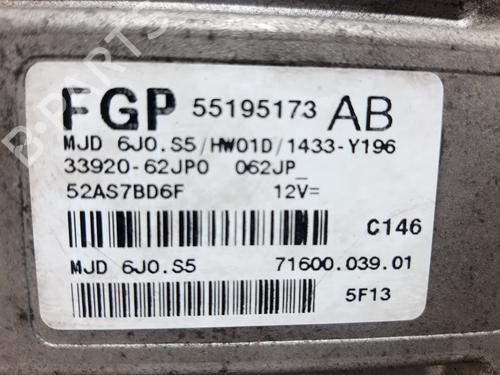 FGP 55195173 AB
MJD 6J0.S5/HW01D/1433-Y196
33920-62JP0 062JP_
52AS7BD6F 12V=
C146
MJD 6J0.S5 71600.039.01
5F13
B-PARTS